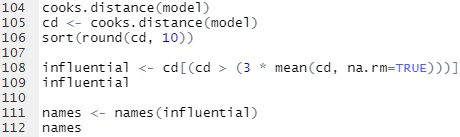 104 cooks.distance(model)
105 cd <- cooks.distance(model)
106 sort(round(cd, 10))
107
108 influential <- cd[(cd > (3 * mean(cd, na.rm=TRUE)))]
109 influential
110
111 names <- names(influential)
112 names